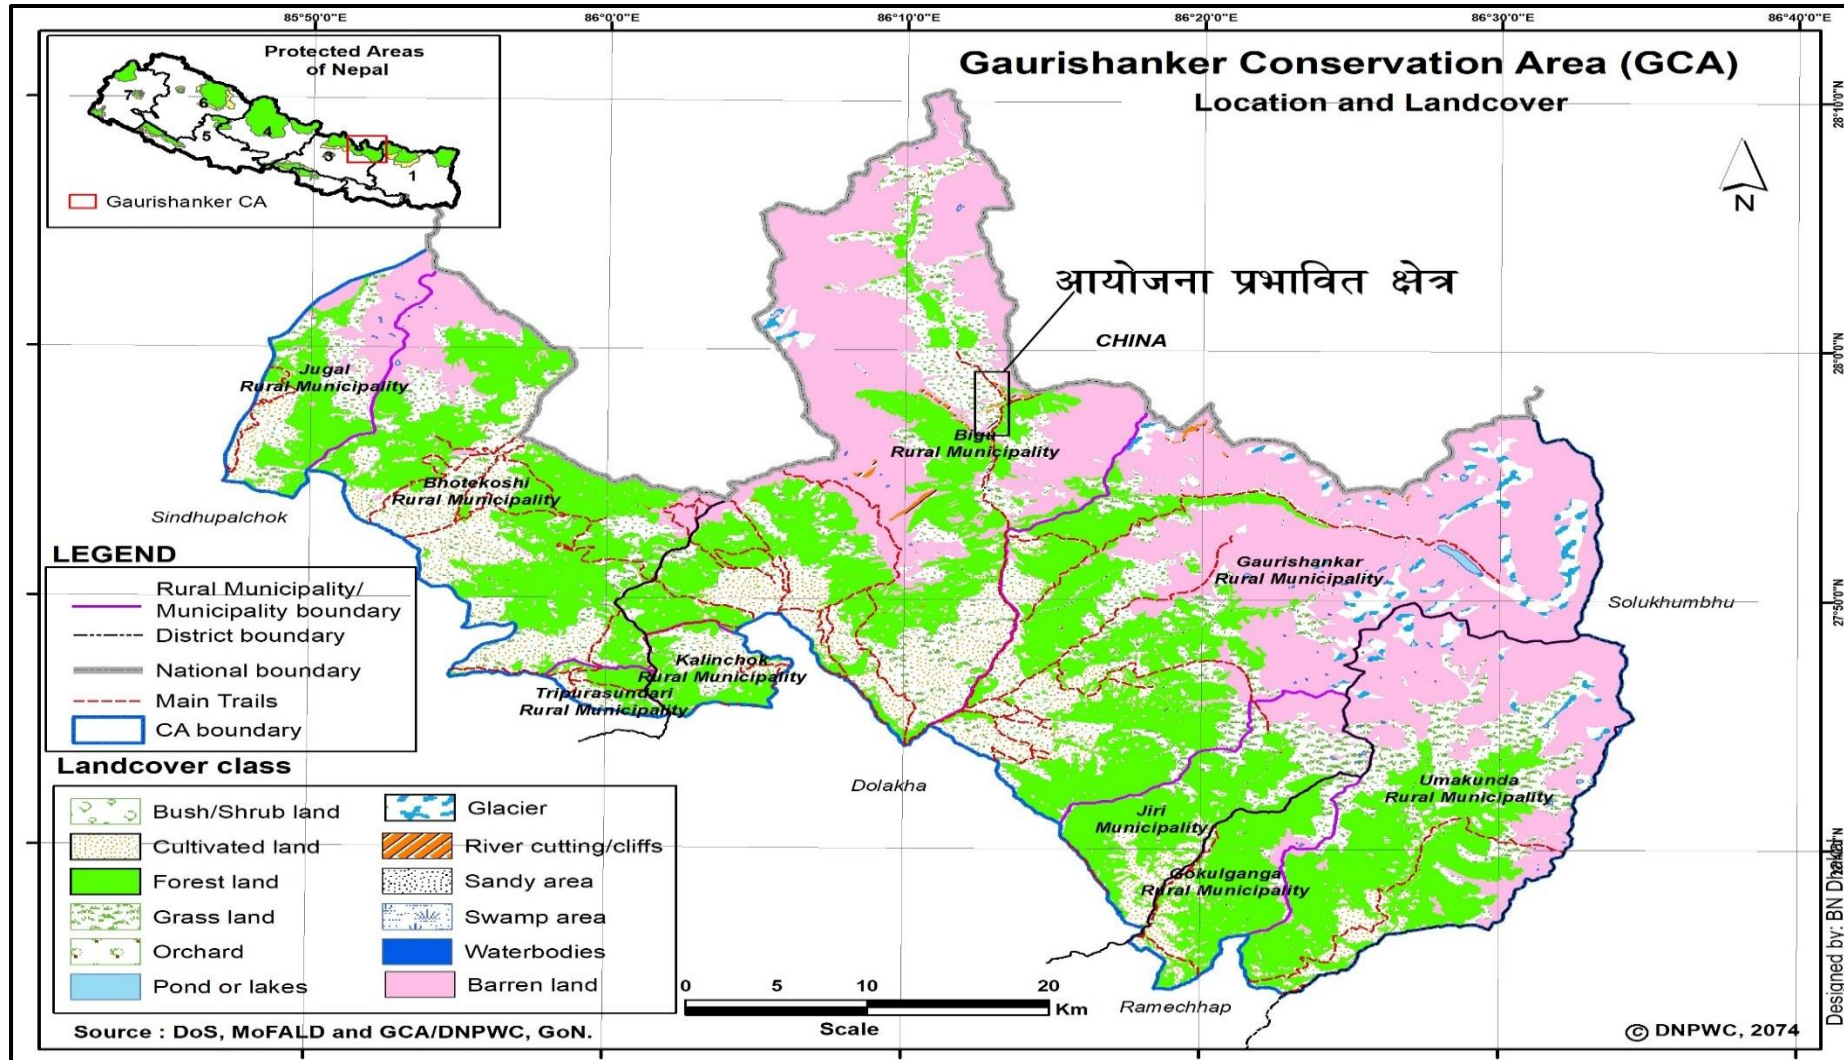 85°50'0"E
86°0'0"E
86°10'0"E
86°20'0"E
86°30'0"E
86°40'0"E
Protected Areas
of Nepal
7
6
5
4
3
1
Gaurishanker CA
Gaurishanker Conservation Area (GCA)
Location and Landcover
28°10'0"N
N
आयोजना प्रभावित क्षेत्र
CHINA
28°0'0"N
Jugal
Rural Municipality
Bigu
Rural Municipality
Bhotekoshi
Rural Municipality
Sindhupalchok
Gaurishankar
Rural Municipality
Solukhumbhu
27°50'0"N
Kalinchok
Rural Municipality
Tripurasundari
Rural Municipality
Dolakha
Umakunda
Rural Municipality
Jiri
Municipality
Gokulganga
Rural Municipality
Ramechhap
LEGEND
Rural Municipality/
Municipality boundary
District boundary
National boundary
Main Trails
CA boundary
Landcover class
Bush/Shrub land
Cultivated land
Forest land
Grass land
Orchard
Pond or lakes
Glacier
River cutting/cliffs
Sandy area
Swamp area
Waterbodies
Barren land
0 5 10 20
Km
Scale
Source : DoS, MoFALD and GCA/DNPWC, GoN.
© DNPWC, 2074
Designed by: BN Dhakal